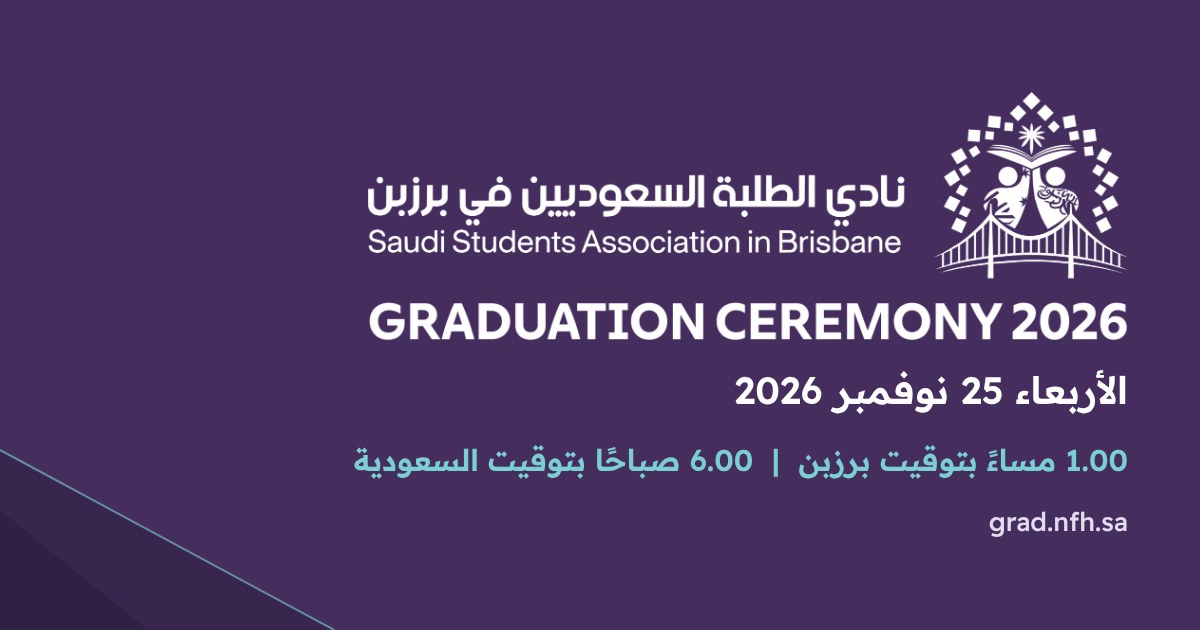 نادي الطلبة السعوديين في برزبن
Saudi Students Association in Brisbane
GRADUATION CEREMONY 2026
الأربعاء 25 نوفمبر 2026
1.00 مساءً بتوقيت برزبن | 6.00 صباحًا بتوقيت السعودية
grad.nfh.sa